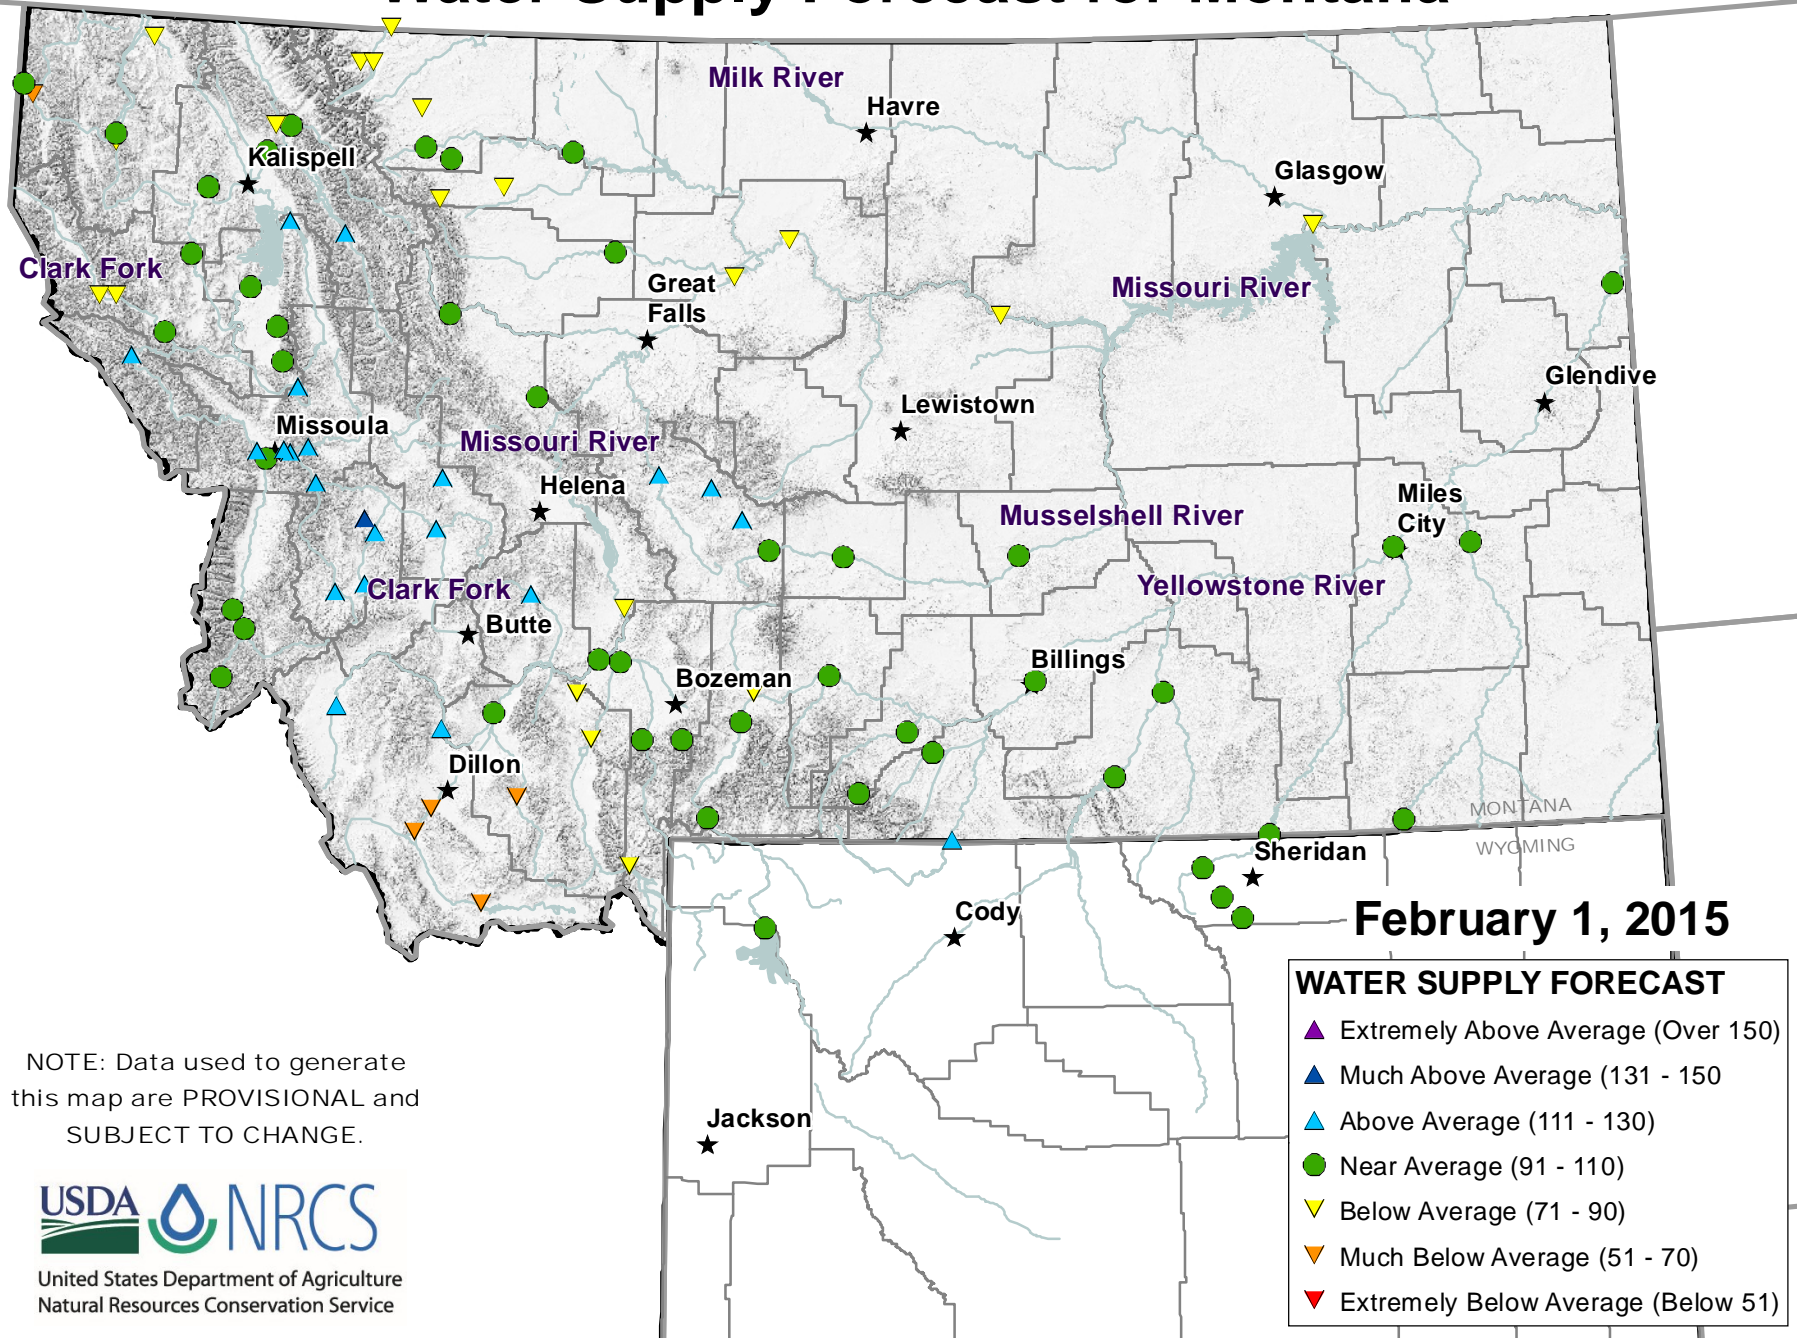 Water Supply Forecast for Montana
Milk River
Havre
Kalispell
Glasgow
Clark Fork
Great
Falls
Missouri River
Glendive
Lewistown
Missoula
Missouri River
Helena
Miles
City
Musselshell River
Clark Fork
Yellowstone River
Butte
Billings
Bozeman
Dillon
MONTANA
WYOMING
Sheridan
Cody
February 1, 2015
WATER SUPPLY FORECAST
Extremely Above Average (Over 150)
Much Above Average (131 - 150
Above Average (111 - 130)
Near Average (91 - 110)
Below Average (71 - 90)
Much Below Average (51 - 70)
Extremely Below Average (Below 51)
Jackson
NOTE: Data used to generate
this map are PROVISIONAL and
SUBJECT TO CHANGE.
USDA NRCS
United States Department of Agriculture
Natural Resources Conservation Service